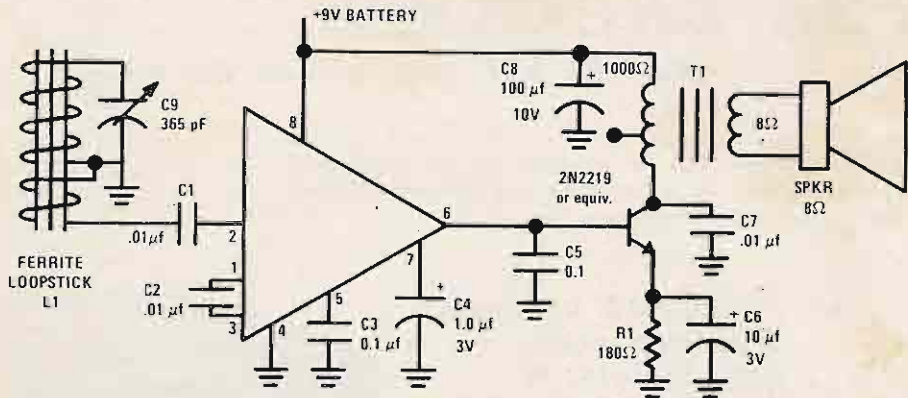 +9V BATTERY
C9
365 pF
C8
100 µf
10V
+
1000Ω
T1
8Ω
SPKR
8Ω
8
C1
.01µf
2
6
7
1
3
4
5
C2
.01 µf
FERRITE
LOOPSTICK
L1
C3
0.1 µf
+
C4
1.0 µf
3V
C5
0.1
2N2219
or equiv.
C7
.01 µf
R1
180Ω
+
C6
10 µf
3V